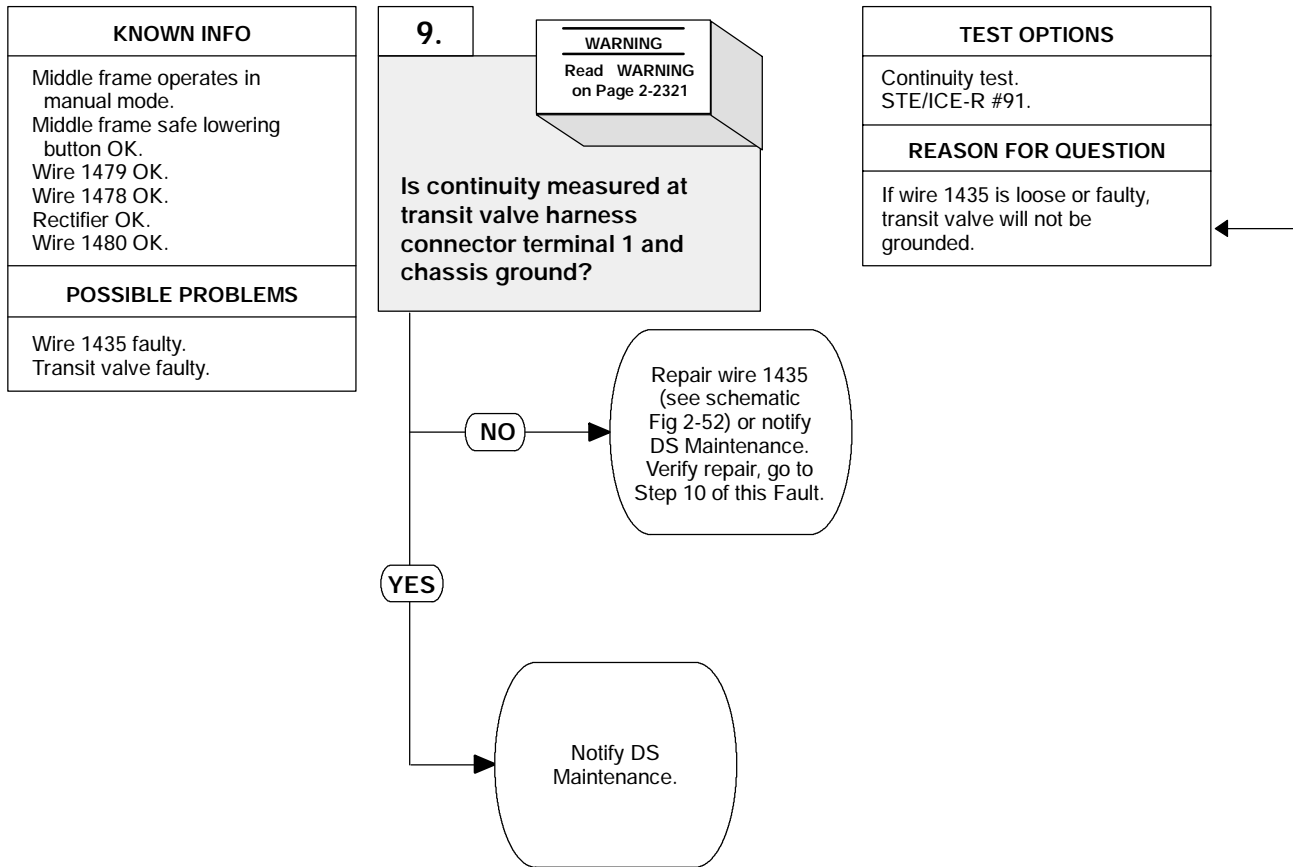 KNOWN INFO
Middle frame operates in
manual mode.
Middle frame safe lowering
button OK.
Wire 1479 OK.
Wire 1478 OK.
Rectifier OK.
Wire 1480 OK.
POSSIBLE PROBLEMS
Wire 1435 faulty.
Transit valve faulty.
9.
WARNING
Read WARNING
on Page 2-2321
Is continuity measured at
transit valve harness
connector terminal 1 and
chassis ground?
TEST OPTIONS
Continuity test.
STE/ICE-R #91.
REASON FOR QUESTION
If wire 1435 is loose or faulty,
transit valve will not be
grounded.
NO
Repair wire 1435
(see schematic
Fig 2-52) or notify
DS Maintenance.
Verify repair, go to
Step 10 of this Fault.
YES
Notify DS
Maintenance.